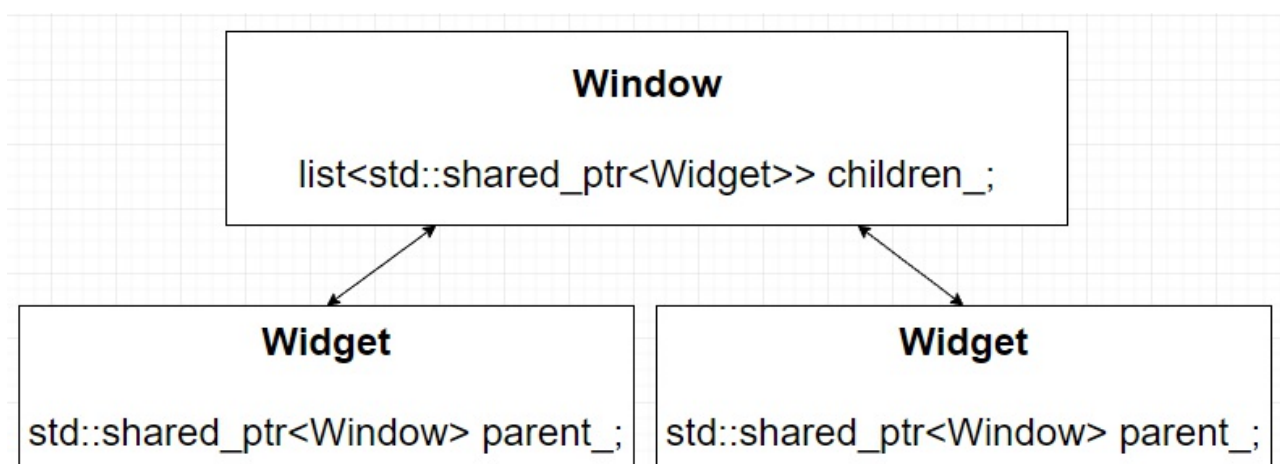 Window
list<std::shared_ptr<Widget>> children_;
Widget
std::shared_ptr<Window> parent_;
Widget
std::shared_ptr<Window> parent_;